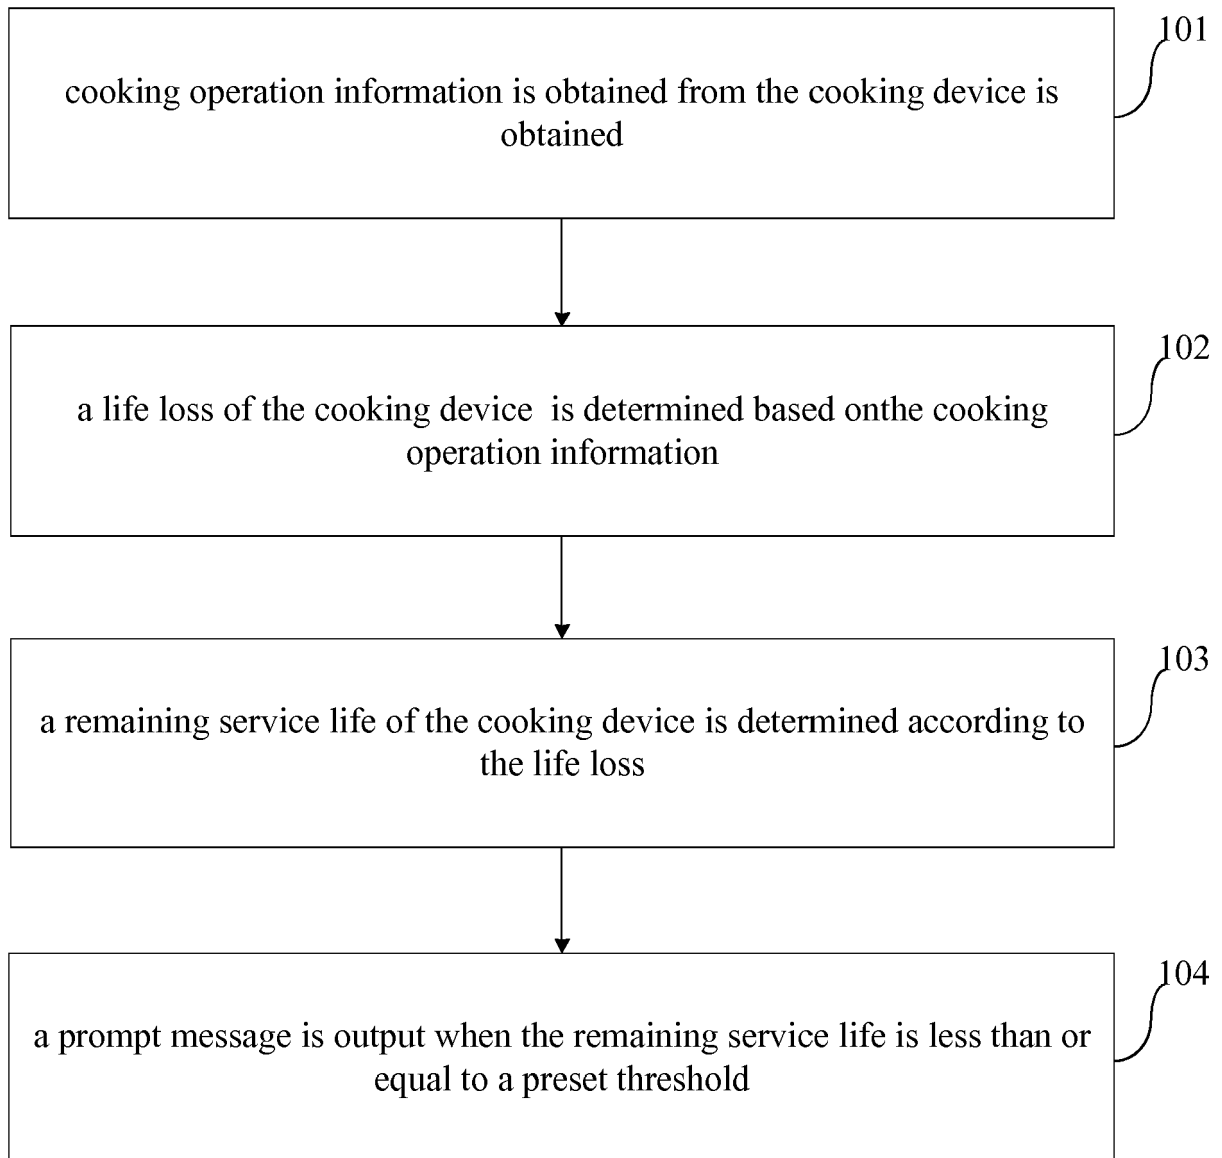 101
cooking operation information is obtained from the cooking device is
obtained
102
a life loss of the cooking device  is determined based onthe cooking
operation information
103
a remaining service life of the cooking device is determined according to
the life loss
104
a prompt message is output when the remaining service life is less than or
equal to a preset threshold